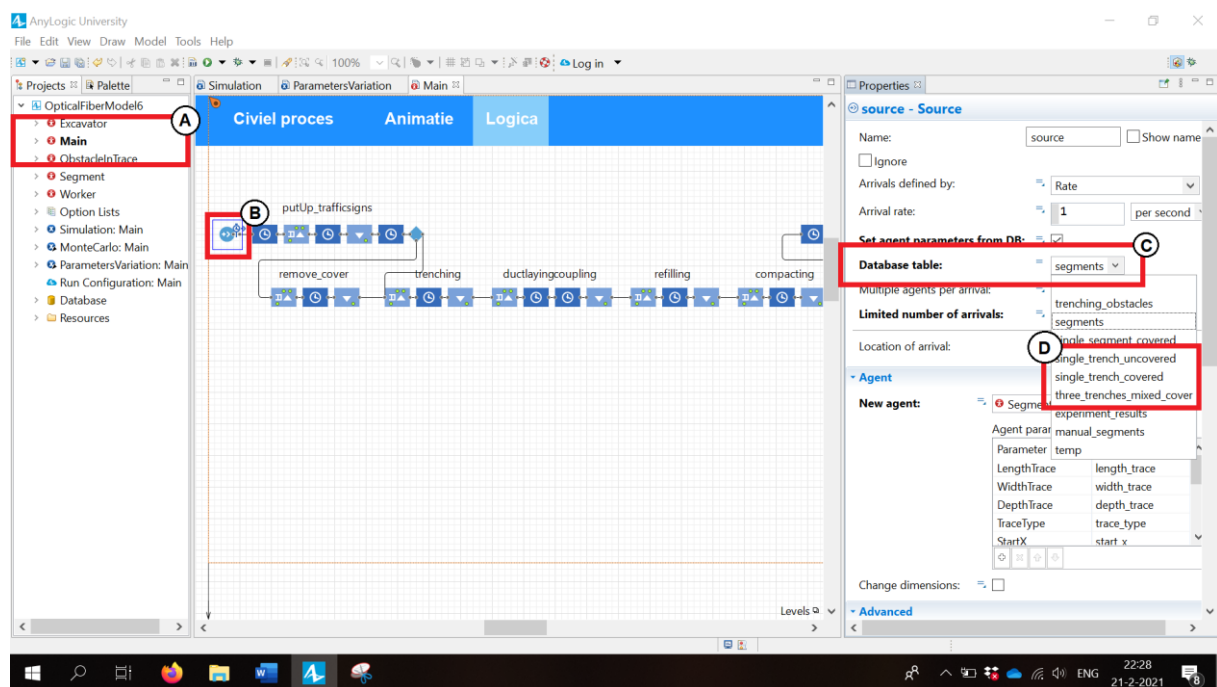 AnyLogic University
File Edit View Draw Model Tools Help
100% Log in
Projects Palette
Simulation ParametersVariation Main
Properties
OpticalFiberModel6
Excavator
Main
ObstacleInTrace
Segment
Worker
Option Lists
Simulation: Main
MonteCarlo: Main
ParametersVariation: Main
Run Configuration: Main
Database
Resources
A
Civiel proces Animatie Logica
B
putUp_trafficsigns
remove_cover trenching ductlayingcoupling refilling compacting
Levels
source - Source
Name: source Show name
Ignore
Arrivals defined by: Rate
Arrival rate: 1 per second
Set agent parameters from DB:
C
Database table: segments
Multiple agents per arrival:
Limited number of arrivals:
Location of arrival:
trenching_obstacles
segments
single_segment_covered
D
single_trench_uncovered
single_trench_covered
three_trenches_mixed_cover
experiment_results
manual_segments
temp
Agent
New agent: Segment
Agent parar
Parameter
LengthTrace length_trace
WidthTrace width_trace
DepthTrace depth_trace
TraceType trace_type
StartX start_x
Change dimensions:
Advanced
ENG 22:28
21-2-2021
8